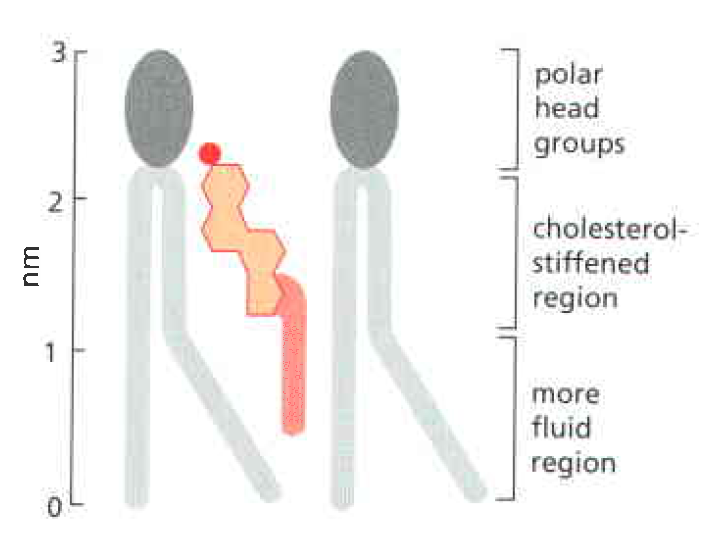 3
2
1
0
nm
polar
head
groups
cholesterol-
stiffened
region
more
fluid
region